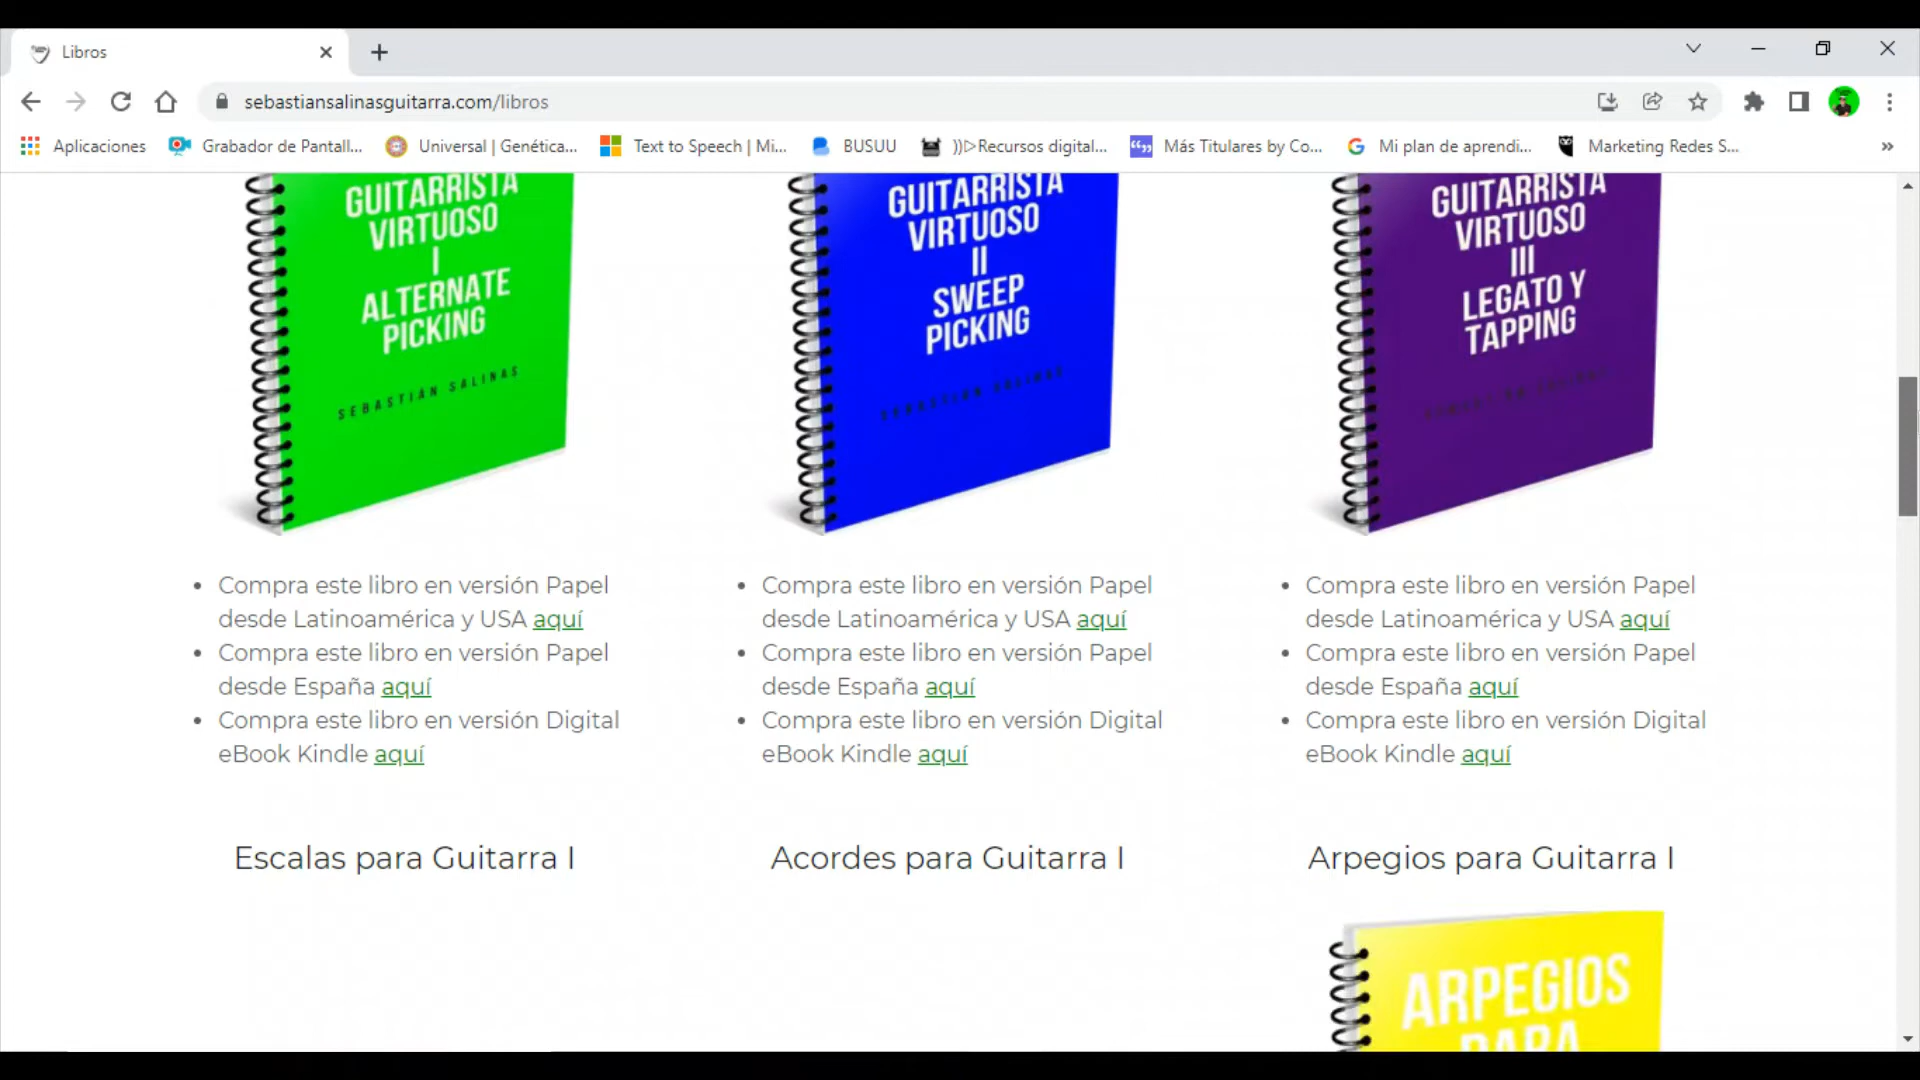 Libros
sebastiansalinasguitarra.com/libros
Aplicaciones
Grabador de Pantall...
Universal | Genética...
Text to Speech | Mi...
BUSUU
))▷Recursos digital...
Más Titulares by Co...
Mi plan de aprendi...
Marketing Redes S...
»
GUITARRISTA
VIRTUOSO
I
ALTERNATE
PICKING
SEBASTIÁN SALINAS
GUITARRISTA
VIRTUOSO
II
SWEEP
PICKING
SEBASTIÁN SALINAS
GUITARRISTA
VIRTUOSO
III
LEGATO Y
TAPPING
• Compra este libro en versión Papel
desde Latinoamérica y USA aquí
• Compra este libro en versión Papel
desde España aquí
• Compra este libro en versión Digital
eBook Kindle aquí
• Compra este libro en versión Papel
desde Latinoamérica y USA aquí
• Compra este libro en versión Papel
desde España aquí
• Compra este libro en versión Digital
eBook Kindle aquí
• Compra este libro en versión Papel
desde Latinoamérica y USA aquí
• Compra este libro en versión Papel
desde España aquí
• Compra este libro en versión Digital
eBook Kindle aquí
Escalas para Guitarra I
Acordes para Guitarra I
Arpegios para Guitarra I
ARPEGIOS
PARA